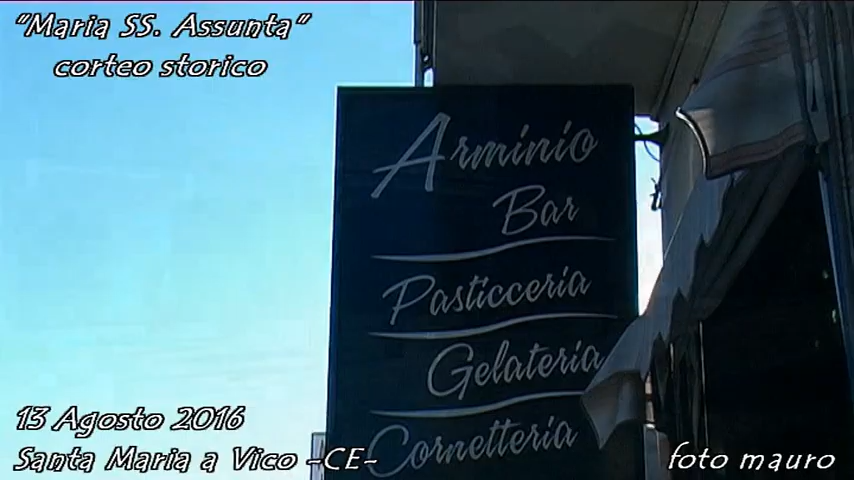 "Maria SS. Assunta"
corteo storico
Arminio
Bar
Pasticceria
Gelateria
Cornetteria
13 Agosto 2016
Santa Maria a Vico -CE-
foto mauro